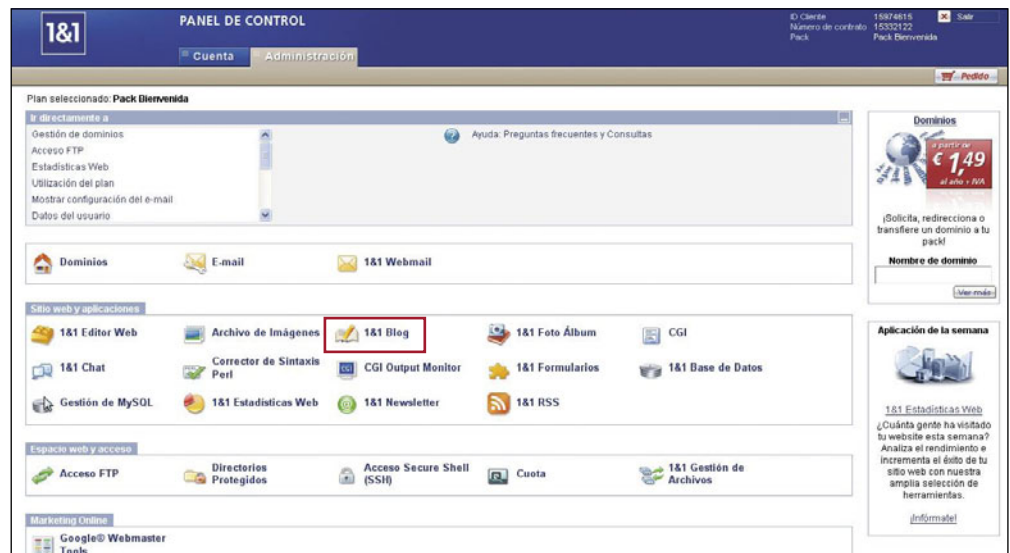 1&1
PANEL DE CONTROL
ID Cliente 15974615
Número de contrato 15332122
Pack Pack Bienvenida
Salir
Cuenta
Administración
Pedido
Plan seleccionado: Pack Bienvenida
Ir directamente a
Gestión de dominios
Acceso FTP
Estadísticas Web
Utilización del plan
Mostrar configuración del e-mail
Datos del usuario
Ayuda: Preguntas frecuentes y Consultas
Dominios
E-mail
1&1 Webmail
Sitio web y aplicaciones
1&1 Editor Web
Archivo de Imágenes
1&1 Blog
1&1 Foto Álbum
CGI
1&1 Chat
Corrector de Sintaxis
Perl
CGI Output Monitor
1&1 Formularios
1&1 Base de Datos
Gestión de MySQL
1&1 Estadísticas Web
1&1 Newsletter
1&1 RSS
Espacio web y acceso
Acceso FTP
Directorios
Protegidos
Acceso Secure Shell
(SSH)
Cuota
1&1 Gestión de
Archivos
Marketing Online
Google® Webmaster
Tools
Dominios
a partir de
€ 1,49
al año + IVA
¡Solicita, redirecciona o
transfiere un dominio a tu
pack!
Nombre de dominio
Ver más
Aplicación de la semana
1&1 Estadísticas Web
¿Cuánta gente ha visitado
tu website esta semana?
Analiza el rendimiento e
incrementa el éxito de tu
sitio web con nuestra
amplia selección de
herramientas.
¡Infórmate!